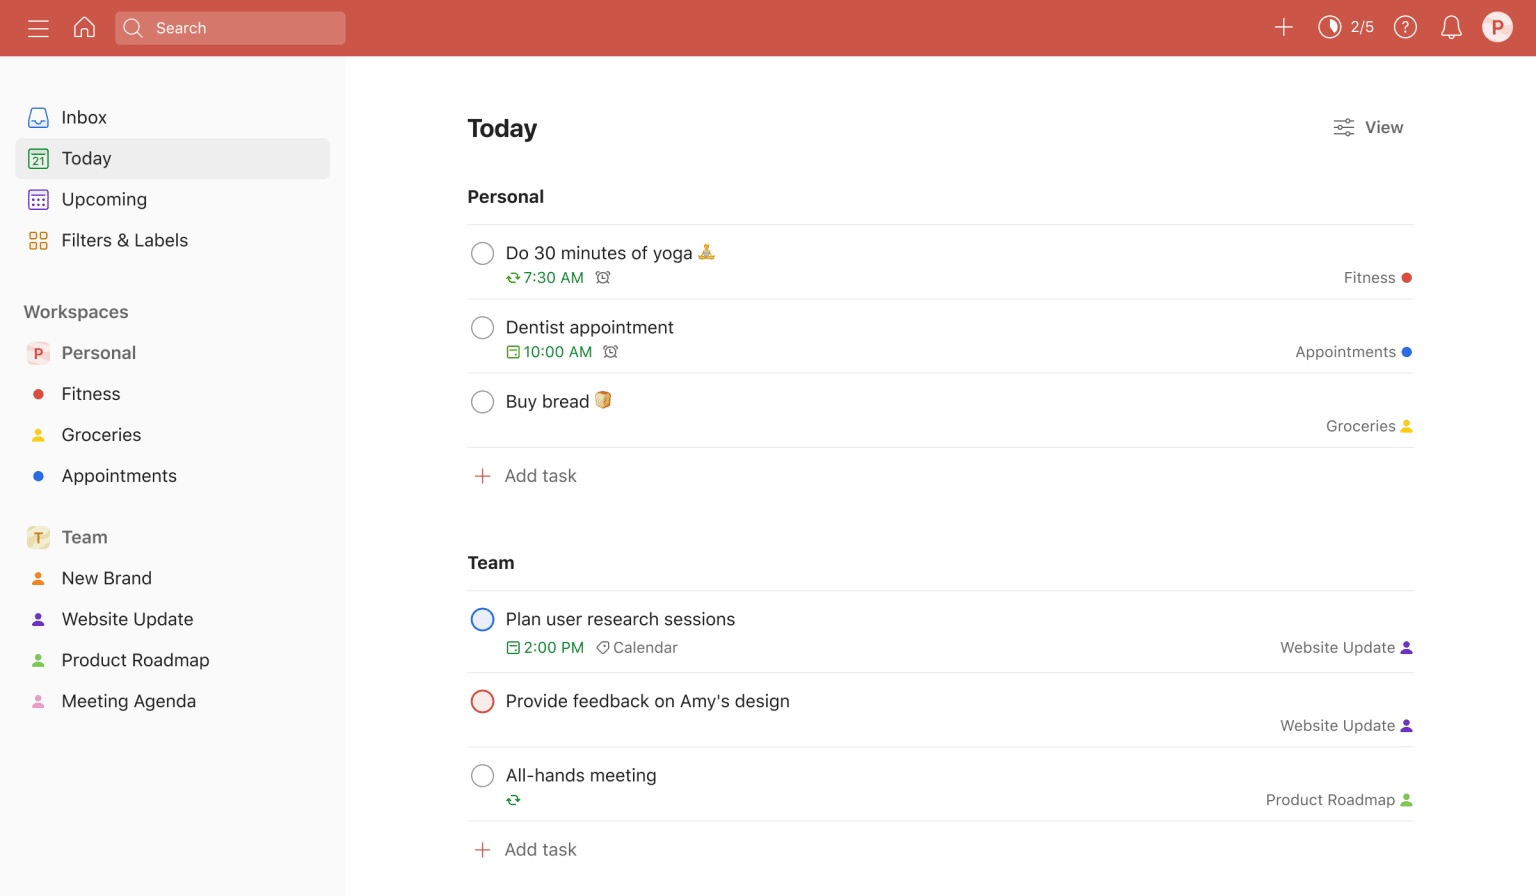 Search
2/5
?
P
Inbox
21 Today
Upcoming
Filters & Labels
Workspaces
P Personal
Fitness
Groceries
Appointments
T Team
New Brand
Website Update
Product Roadmap
Meeting Agenda
Today
View
Personal
Do 30 minutes of yoga
7:30 AM
Fitness
Dentist appointment
10:00 AM
Appointments
Buy bread
Groceries
+ Add task
Team
Plan user research sessions
2:00 PM Calendar
Website Update
Provide feedback on Amy's design
Website Update
All-hands meeting
Product Roadmap
+ Add task